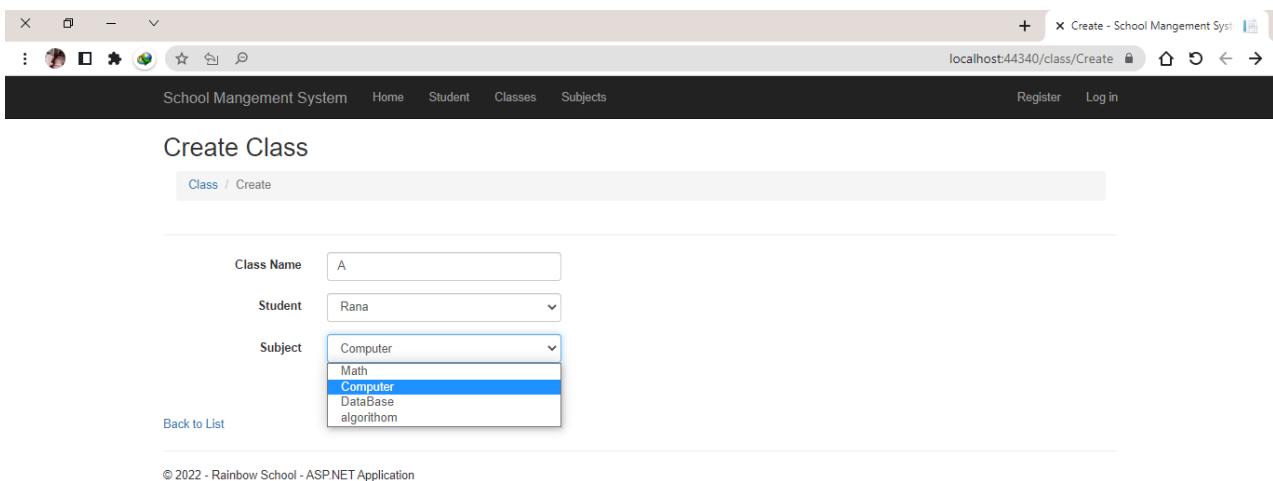 Create - School Mangement Syst
localhost:44340/class/Create
School Mangement System Home Student Classes Subjects Register Log in
Create Class
Class / Create
Class Name A
Student Rana
Subject Computer
Math
Computer
DataBase
algorithom
Back to List
© 2022 - Rainbow School - ASP.NET Application